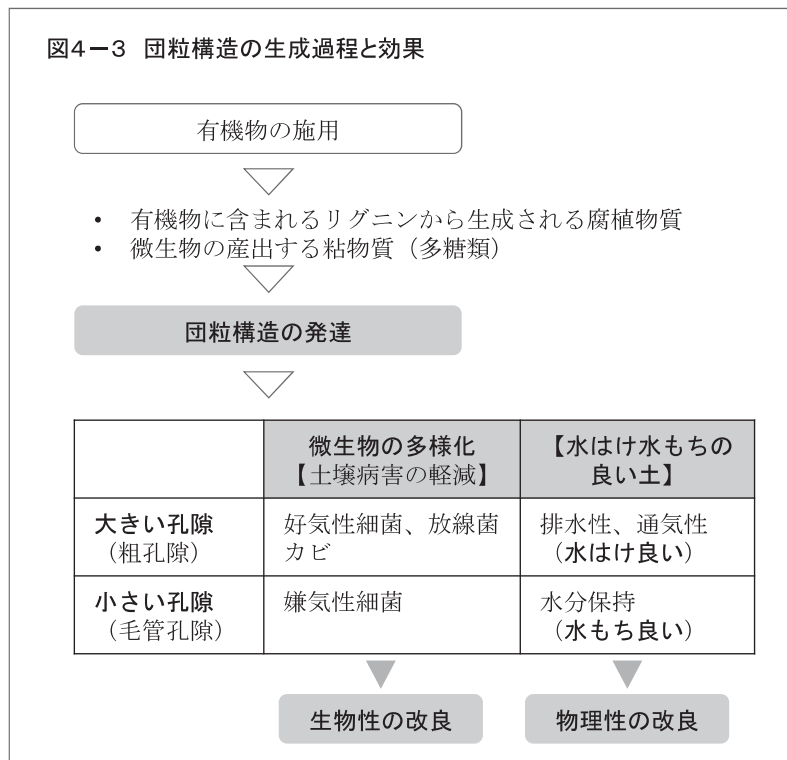 図4－3 団粒構造の生成過程と効果
有機物の施用
• 有機物に含まれるリグニンから生成される腐植物質
• 微生物の産出する粘物質（多糖類）
団粒構造の発達
微生物の多様化
【土壌病害の軽減】
【水はけ水もちの
良い土】
大きい孔隙
（粗孔隙）
好気性細菌、放線菌
カビ
排水性、通気性
（水はけ良い）
小さい孔隙
（毛管孔隙）
嫌気性細菌
水分保持
（水もち良い）
生物性の改良
物理性の改良